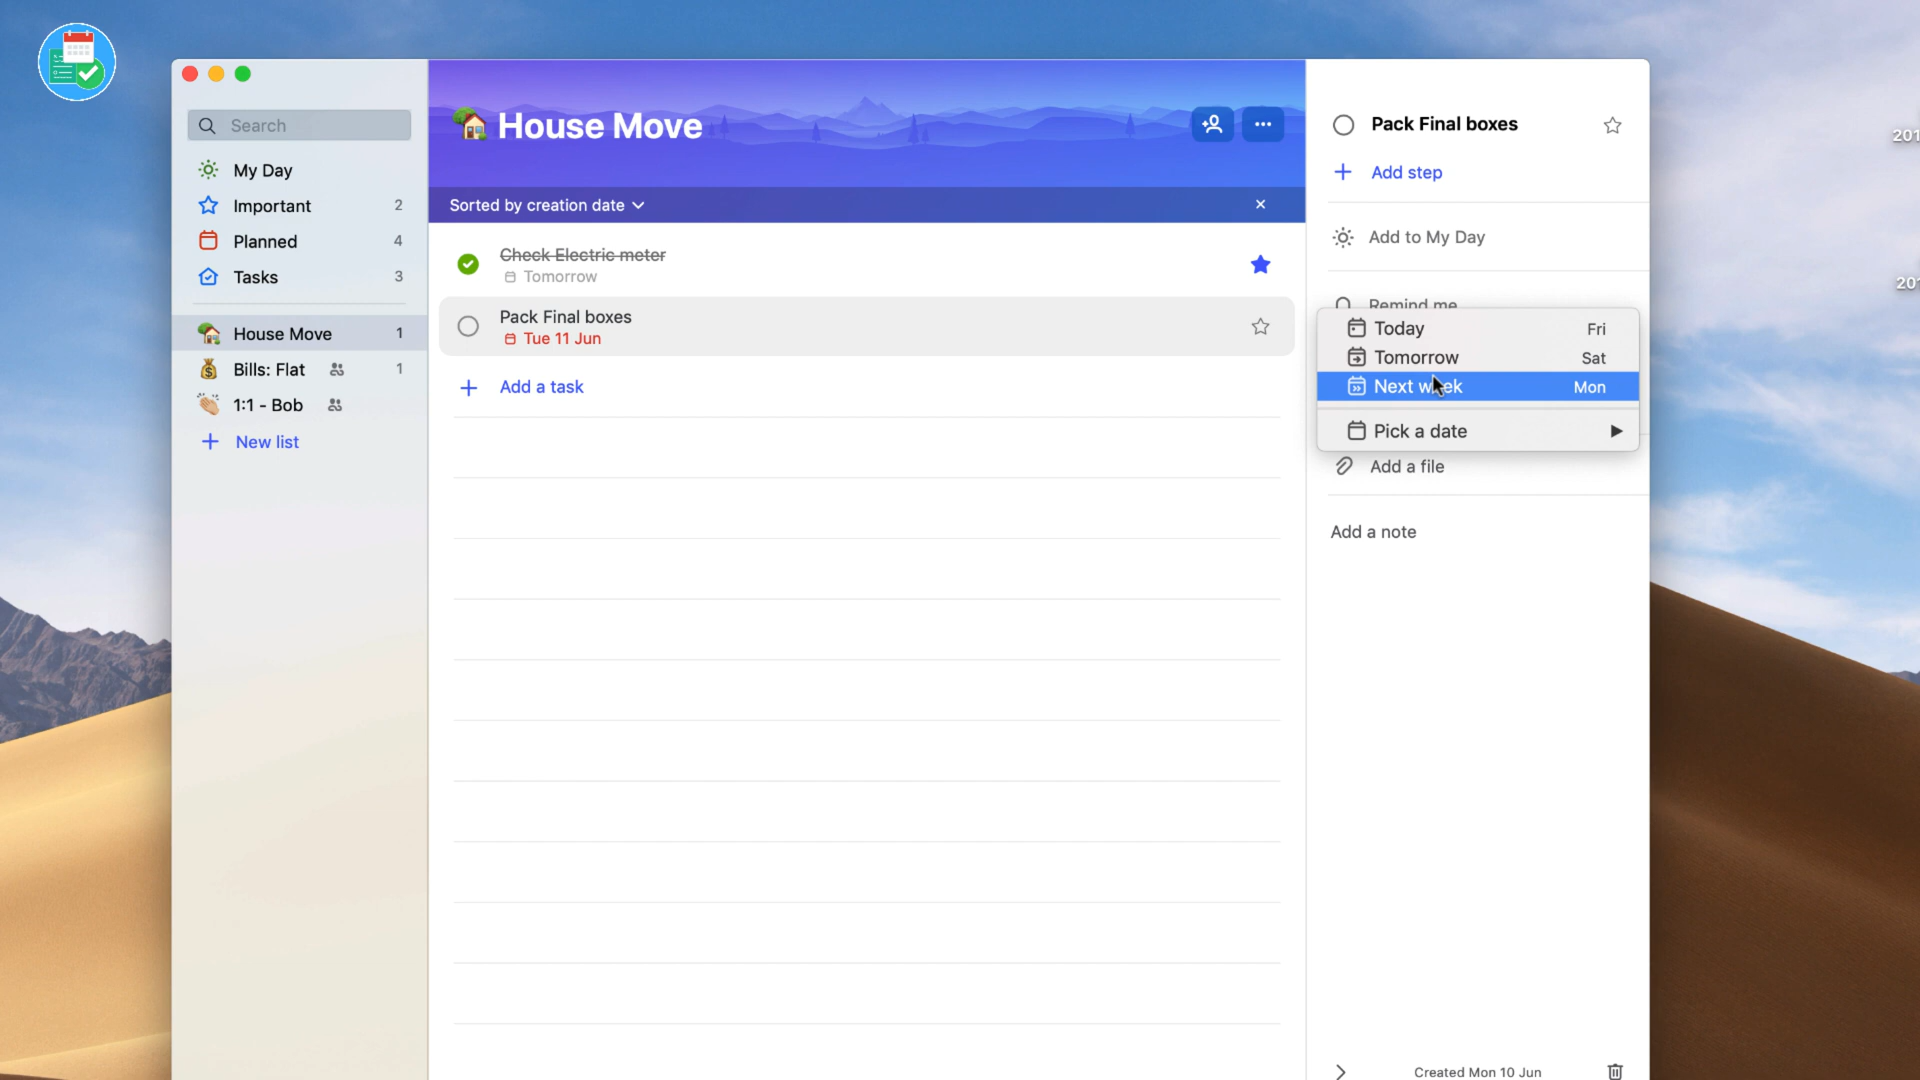 Search
My Day
Important 2
Planned 4
Tasks 3
House Move 1
Bills: Flat 1
1:1 - Bob
New list
House Move
Sorted by creation date
Check Electric meter
Tomorrow
Pack Final boxes
Tue 11 Jun
Add a task
Pack Final boxes
Add step
Add to My Day
Remind me
Today Fri
Tomorrow Sat
Next week Mon
Pick a date
Add a file
Add a note
Created Mon 10 Jun
201
201